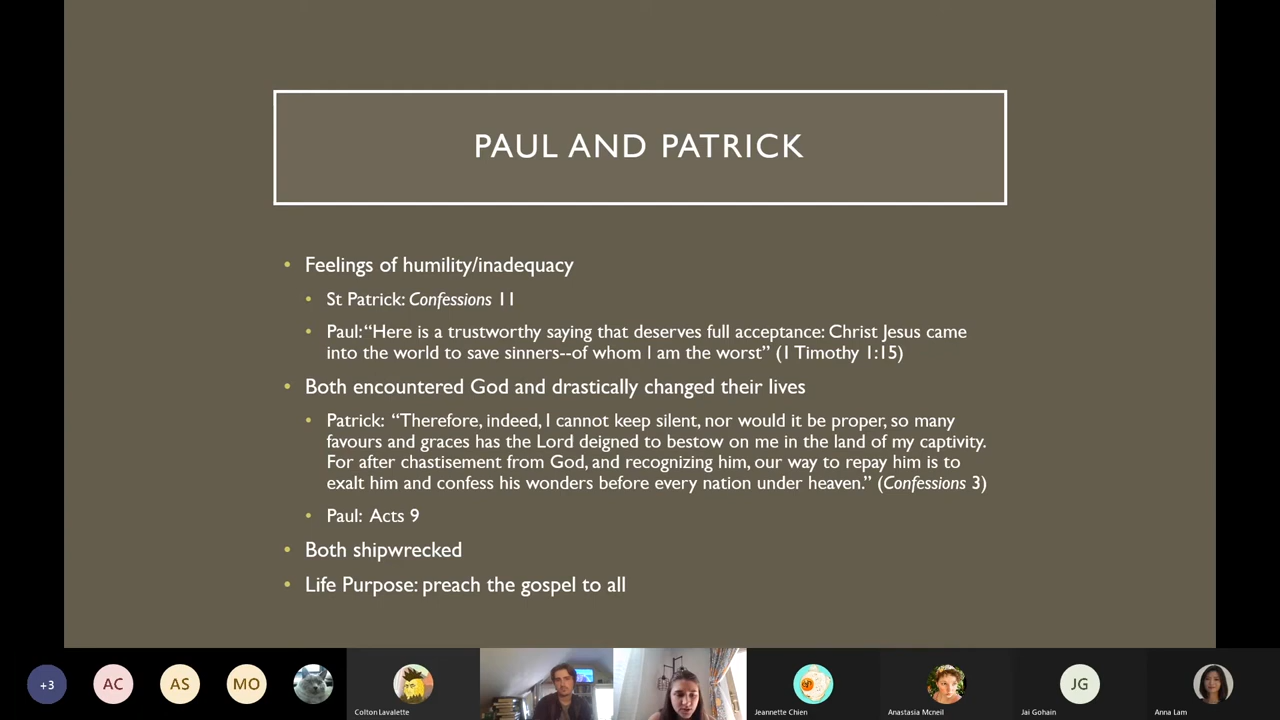 PAUL AND PATRICK
• Feelings of humility/inadequacy
• St Patrick: Confessions 11
• Paul: “Here is a trustworthy saying that deserves full acceptance: Christ Jesus came
into the world to save sinners--of whom I am the worst” (1 Timothy 1:15)
• Both encountered God and drastically changed their lives
• Patrick: “Therefore, indeed, I cannot keep silent, nor would it be proper, so many
favours and graces has the Lord deigned to bestow on me in the land of my captivity.
For after chastisement from God, and recognizing him, our way to repay him is to
exalt him and confess his wonders before every nation under heaven.” (Confessions 3)
• Paul: Acts 9
• Both shipwrecked
• Life Purpose: preach the gospel to all
+3
AC
AS
MO
JG
Colton Lavalette
Jeannette Chien
Anastasia Mcneil
Jai Gohain
Anna Lam